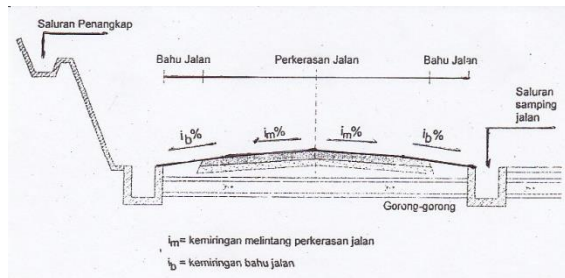 Saluran Penangkap
Bahu Jalan
Perkerasan Jalan
Bahu Jalan
Saluran
samping
jalan
ib%
im%
im%
ib%
Gorong-gorong
im= kemiringan melintang perkerasan jalan
ib = kemiringan bahu jalan